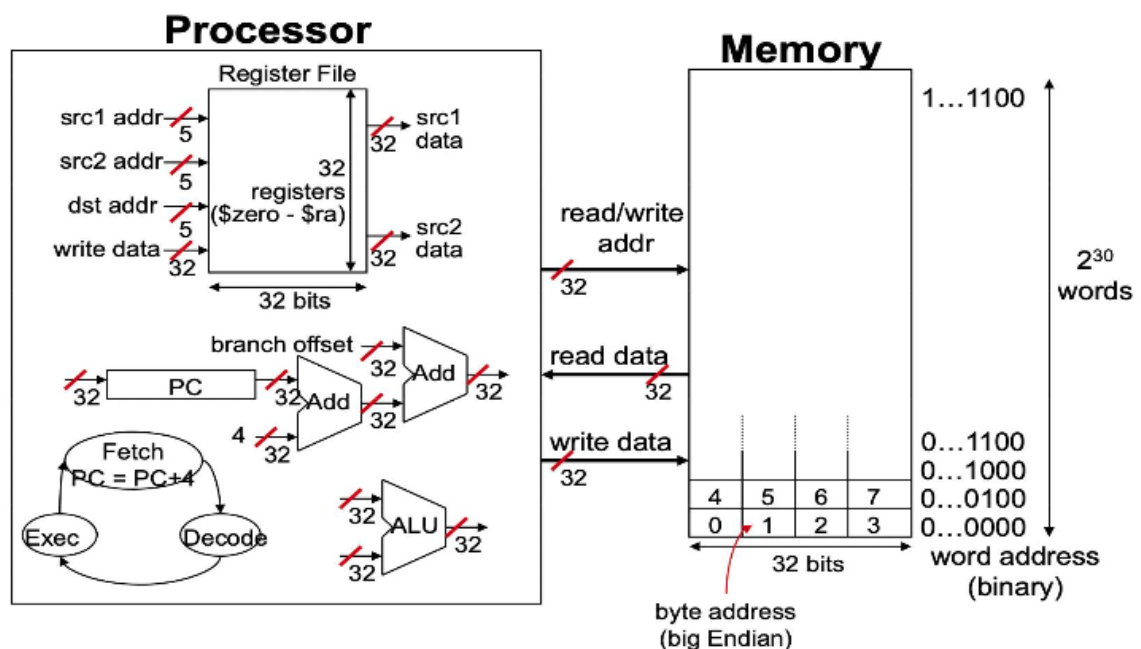 Processor
Memory
Register File
src1 addr
5
src2 addr
5
dst addr
5
write data
32
32
registers
($zero - $ra)
32 bits
src1
data
32
src2
data
32
branch offset
32
Add
32
32
PC
32
Add
32
4
32
Fetch
PC = PC+4
Exec
Decode
32
ALU
32
32
read/write
addr
32
read data
32
write data
32
1...1100
2³⁰
words
0...1100
0...1000
4 5 6 7
0...0100
0 1 2 3
0...0000
32 bits
word address
(binary)
byte address
(big Endian)